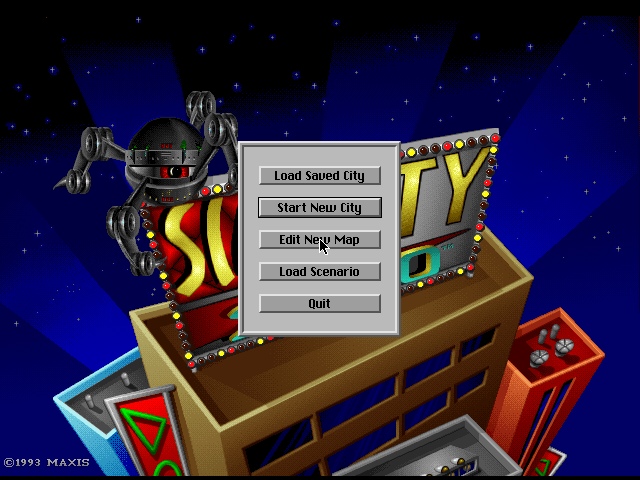 Load Saved City
Start New City
Edit New Map
Load Scenario
Quit
©1993 MAXIS